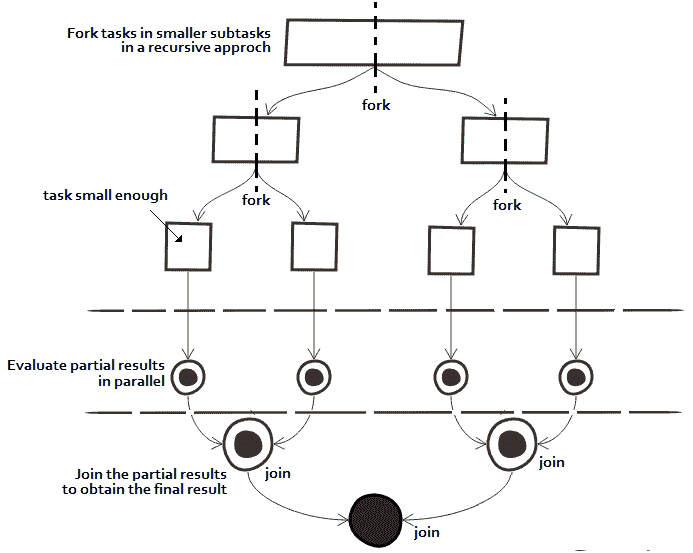 Fork tasks in smaller subtasks
in a recursive approch
fork
fork
fork
task small enough
Evaluate partial results
in parallel
join
join
Join the partial results
to obtain the final result
join